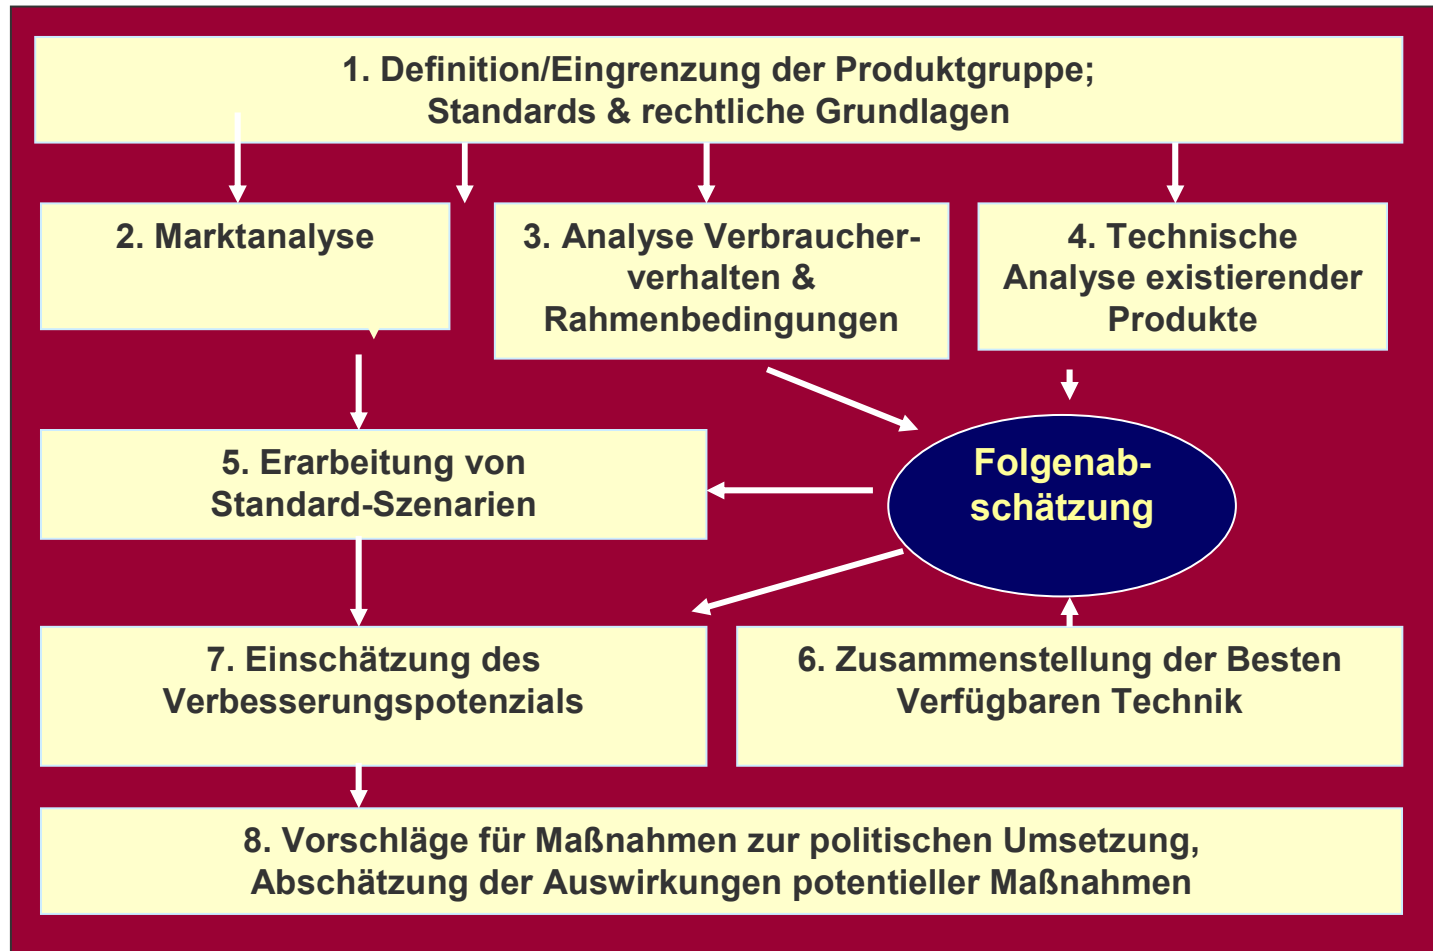 1. Definition/Eingrenzung der Produktgruppe;
Standards & rechtliche Grundlagen
2. Marktanalyse
3. Analyse Verbraucher-
verhalten &
Rahmenbedingungen
4. Technische
Analyse existierender
Produkte
5. Erarbeitung von
Standard-Szenarien
Folgenab-
schätzung
7. Einschätzung des
Verbesserungspotenzials
6. Zusammenstellung der Besten
Verfügbaren Technik
8. Vorschläge für Maßnahmen zur politischen Umsetzung,
Abschätzung der Auswirkungen potentieller Maßnahmen